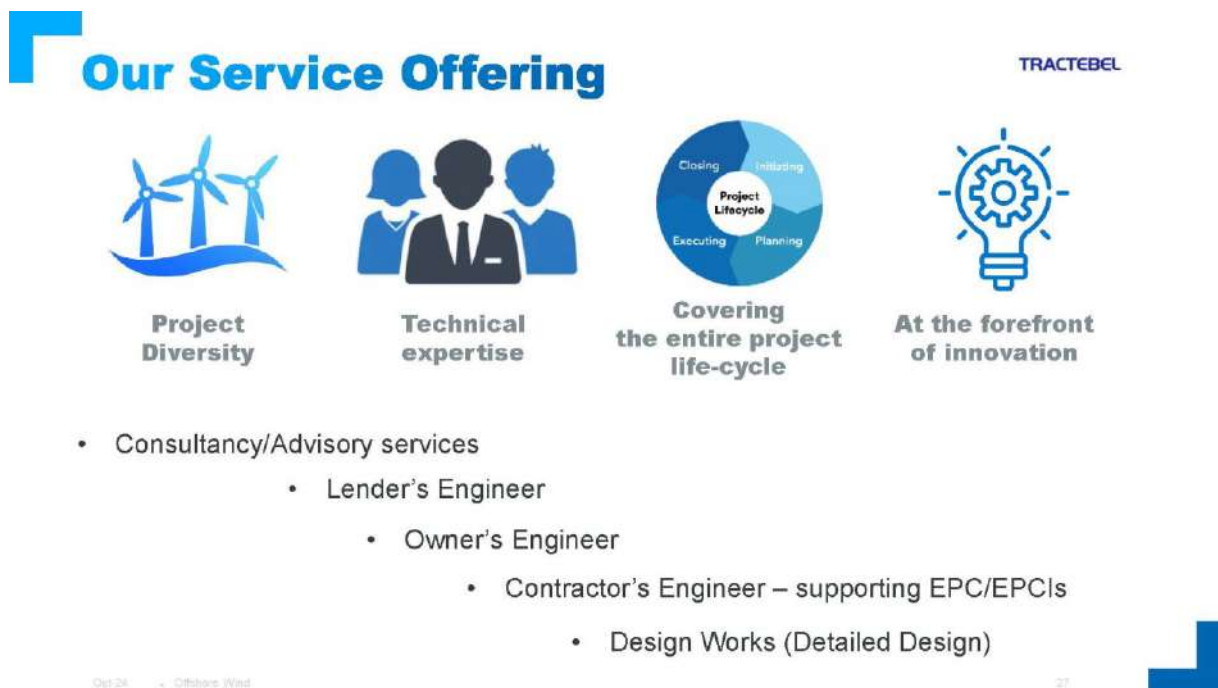 Our Service Offering
TRACTEBEL
Closing
Initiating
Project
Lifecycle
Executing
Planning
Project
Diversity
Technical
expertise
Covering
the entire project
life-cycle
At the forefront
of innovation
• Consultancy/Advisory services
• Lender's Engineer
• Owner's Engineer
• Contractor's Engineer – supporting EPC/EPCIs
• Design Works (Detailed Design)
Oct-24 • Offshore Wind
27